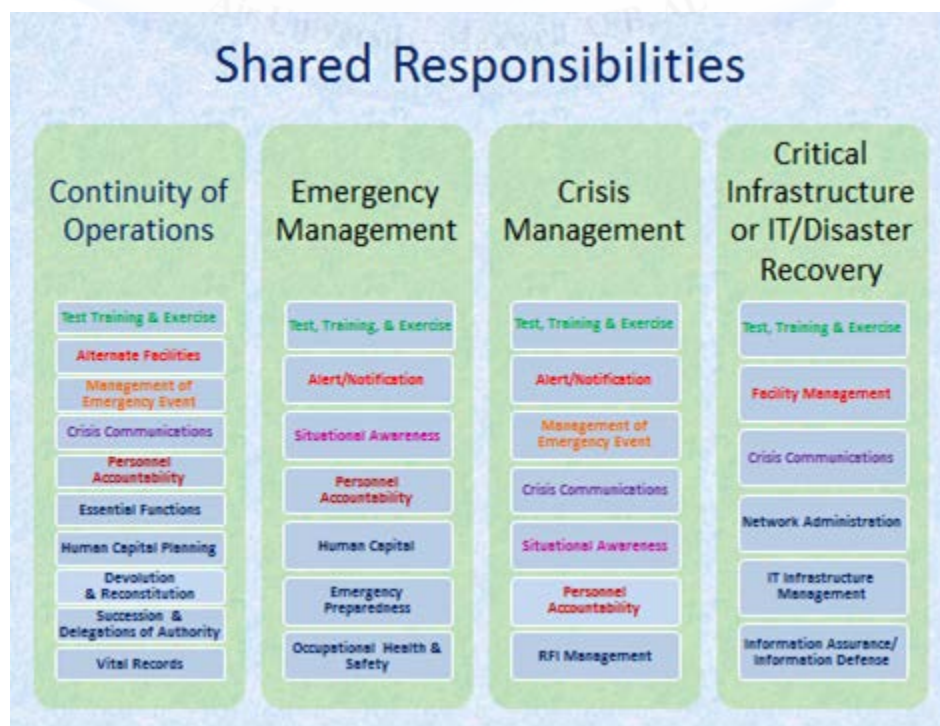 Shared Responsibilities
Continuity of
Operations
Test Training & Exercise
Alternate Facilities
Management of
Emergency Event
Crisis Communications
Personnel
Accountability
Essential Functions
Human Capital Planning
Devolution
& Reconstitution
Succession &
Delegations of Authority
Vital Records
Emergency
Management
Test, Training, & Exercise
Alert/Notification
Situational Awareness
Personnel
Accountability
Human Capital
Emergency
Preparedness
Occupational Health &
Safety
Crisis
Management
Test, Training & Exercise
Alert/Notification
Management of
Emergency Event
Crisis Communications
Situational Awareness
Personnel
Accountability
RFI Management
Critical
Infrastructure
or IT/Disaster
Recovery
Test, Training & Exercise
Facility Management
Crisis Communications
Network Administration
IT Infrastructure
Management
Information Assurance/
Information Defense